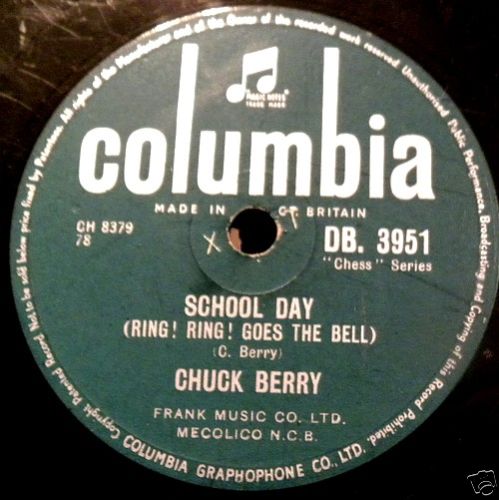 All rights of the Manufacturers and of the Owner of the recorded work reserved. Unauthorised Public Performance, Broadcasting and Copying of this Record Prohibited.
Copyright. Patented Record. Not to be sold below price fixed by Patentees.
MAGIC NOTES
TRADE MARK
columbia
MADE IN GT. BRITAIN
CH 8379
78
DB. 3951
"Chess" Series
SCHOOL DAY
(RING! RING! GOES THE BELL)
(C. Berry)
CHUCK BERRY
FRANK MUSIC CO. LTD.
MECOLICO N.C.B.
COLUMBIA GRAPHOPHONE CO., LTD.